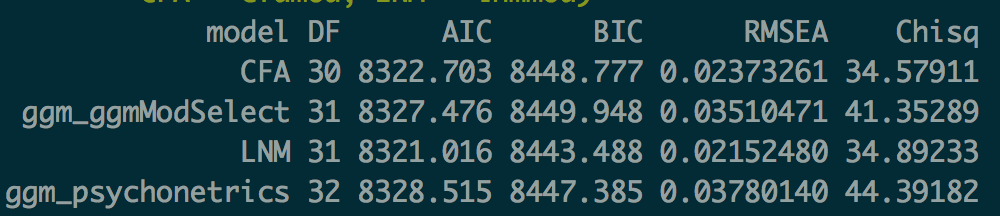 model DF AIC BIC RMSEA Chisq
CFA 30 8322.703 8448.777 0.02373261 34.57911
ggm_ggmModSelect 31 8327.476 8449.948 0.03510471 41.35289
LNM 31 8321.016 8443.488 0.02152480 34.89233
ggm_psychonetrics 32 8328.515 8447.385 0.03780140 44.39182